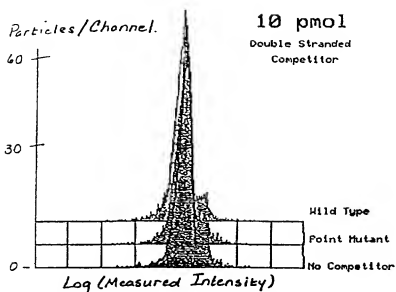 Particles/Channel.
10 pmol
Double Stranded
Competitor
60
30
0
Wild Type
Point Mutant
No Competitor
Log (Measured Intensity)